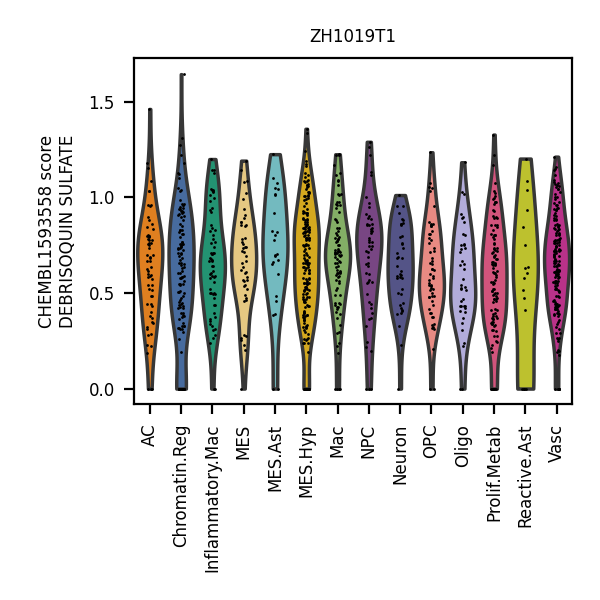 ZH1019T1
CHEMBL1593558 score
DEBRISOQUIN SULFATE
1.5
1.0
0.5
0.0
AC
Chromatin.Reg
Inflammatory.Mac
MES
MES.Ast
MES.Hyp
Mac
NPC
Neuron
OPC
Oligo
Prolif.Metab
Reactive.Ast
Vasc